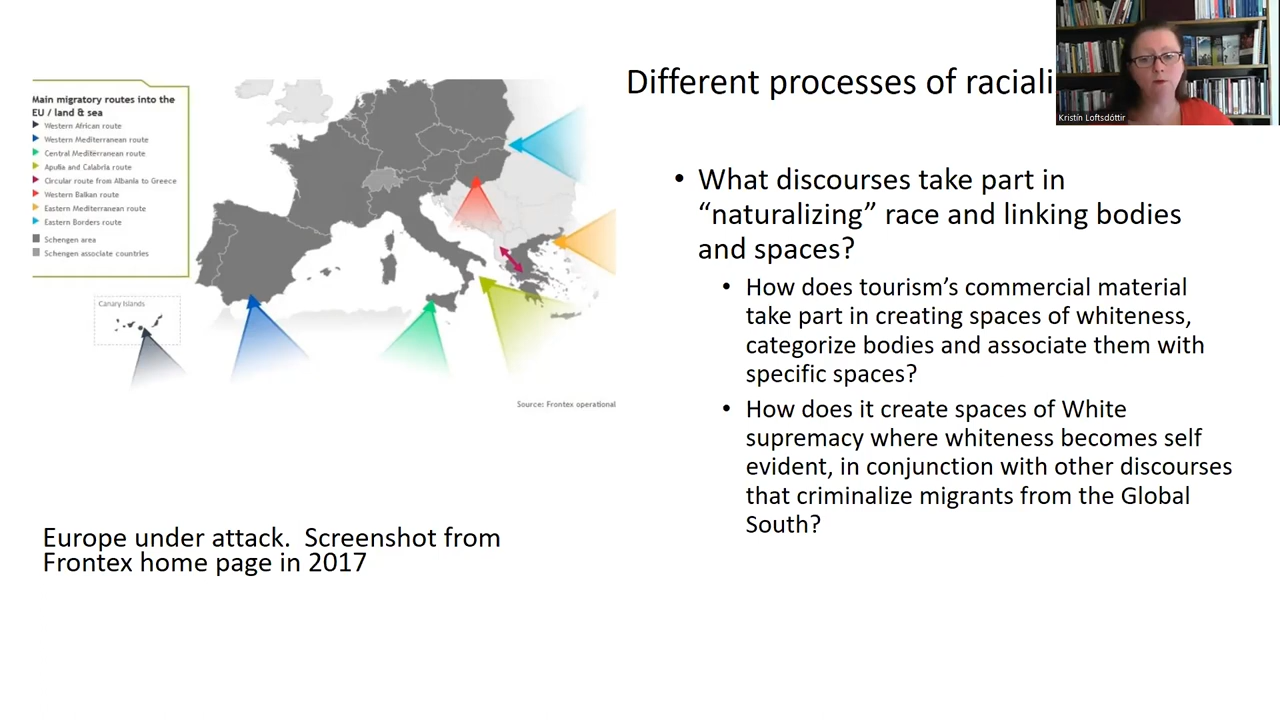 Different processes of raciali
Kristín Loftsdóttir
Main migratory routes into the
EU / land & sea
Western African route
Western Mediterranean route
Central Mediterranean route
Apulia and Calabria route
Circular route from Albania to Greece
Western Balkan route
Eastern Mediterranean route
Eastern Borders route
Schengen area
Schengen associate countries
Canary Islands
Source: Frontex operational
Europe under attack. Screenshot from
Frontex home page in 2017
• What discourses take part in
“naturalizing” race and linking bodies
and spaces?
• How does tourism’s commercial material
take part in creating spaces of whiteness,
categorize bodies and associate them with
specific spaces?
• How does it create spaces of White
supremacy where whiteness becomes self
evident, in conjunction with other discourses
that criminalize migrants from the Global
South?